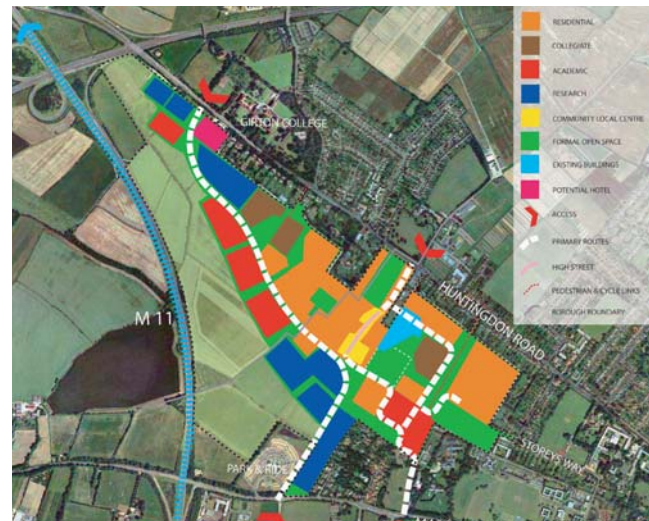 RESIDENTIAL
COLLEGIATE
ACADEMIC
RESEARCH
COMMUNITY LOCAL CENTRE
FORMAL OPEN SPACE
EXISTING BUILDINGS
POTENTIAL HOTEL
ACCESS
PRIMARY ROUTES
HIGH STREET
PEDESTRIAN & CYCLE LINKS
BOROUGH BOUNDARY
GIRTON COLLEGE
HUNTINGDON ROAD
M 11
STOREYS WAY
PARK & RIDE